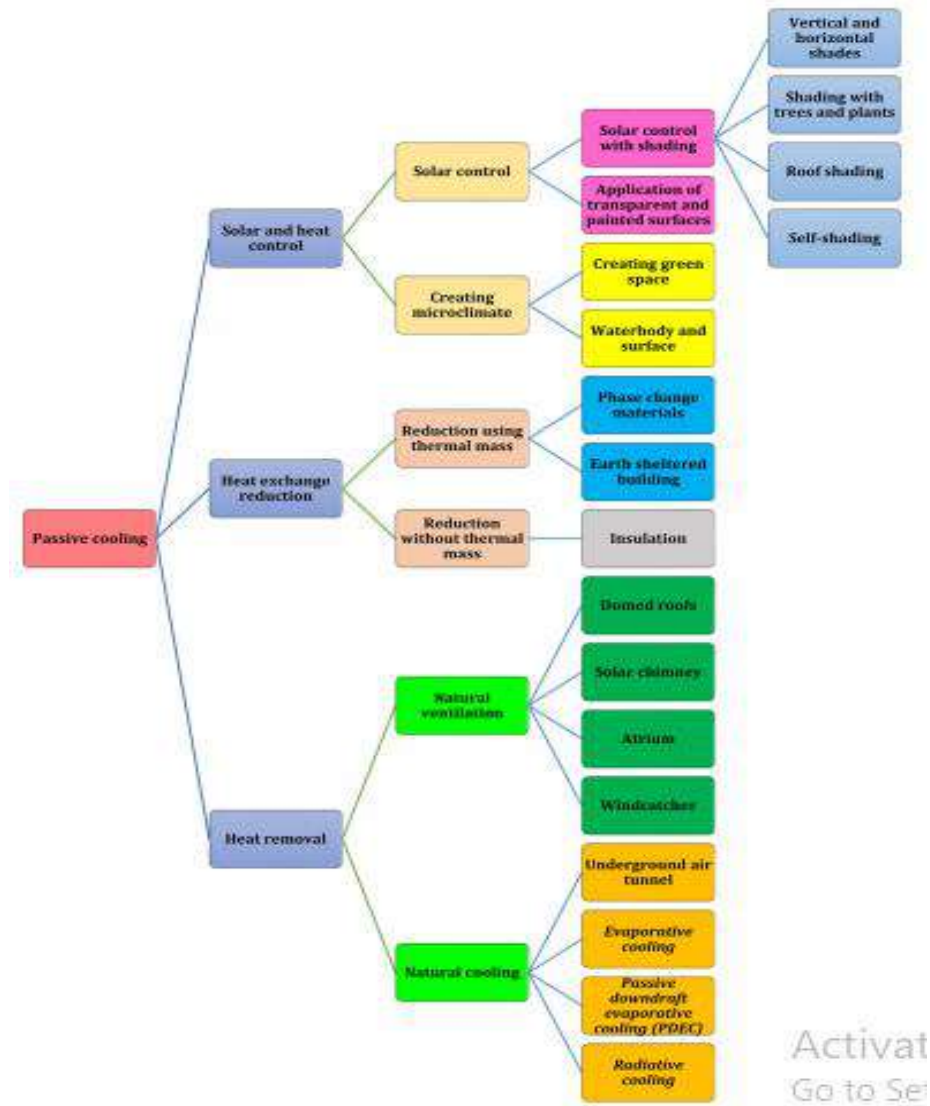 Vertical and
horizontal
shades
Shading with
trees and plants
Roof shading
Self-shading
Solar control
with shading
Application of
transparent and
painted surfaces
Solar control
Solar and heat
control
Creating green
space
Creating
microclimate
Waterbody and
surface
Phase change
materials
Reduction using
thermal mass
Earth sheltered
building
Heat exchange
reduction
Reduction
without thermal
mass
Insulation
Passive cooling
Domed roofs
Solar chimney
Natural
ventilation
Atrium
Windcatcher
Heat removal
Underground air
tunnel
Evaporative
cooling
Natural cooling
Passive
downdraft
evaporative
cooling (PDEC)
Radiative
cooling
Activat
Go to Set